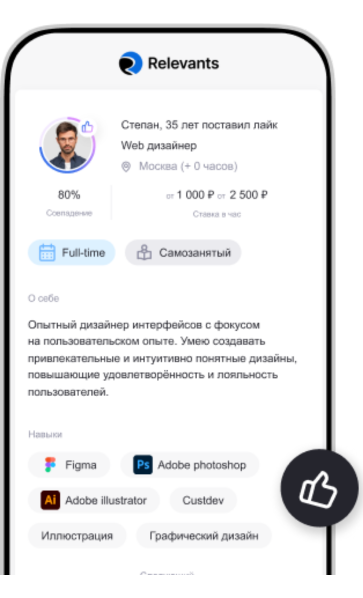 Relevants
Степан, 35 лет поставил лайк
Web дизайнер
Москва (+ 0 часов)
80%
Совпадение
от 1 000 ₽ от 2 500 ₽
Ставка в час
Full-time
Самозанятый
О себе
Опытный дизайнер интерфейсов с фокусом
на пользовательском опыте. Умею создавать
привлекательные и интуитивно понятные дизайны,
повышающие удовлетворённость и лояльность
пользователей.
Навыки
Figma
Ps Adobe photoshop
Ai Adobe illustrator
Custdev
Иллюстрация
Графический дизайн